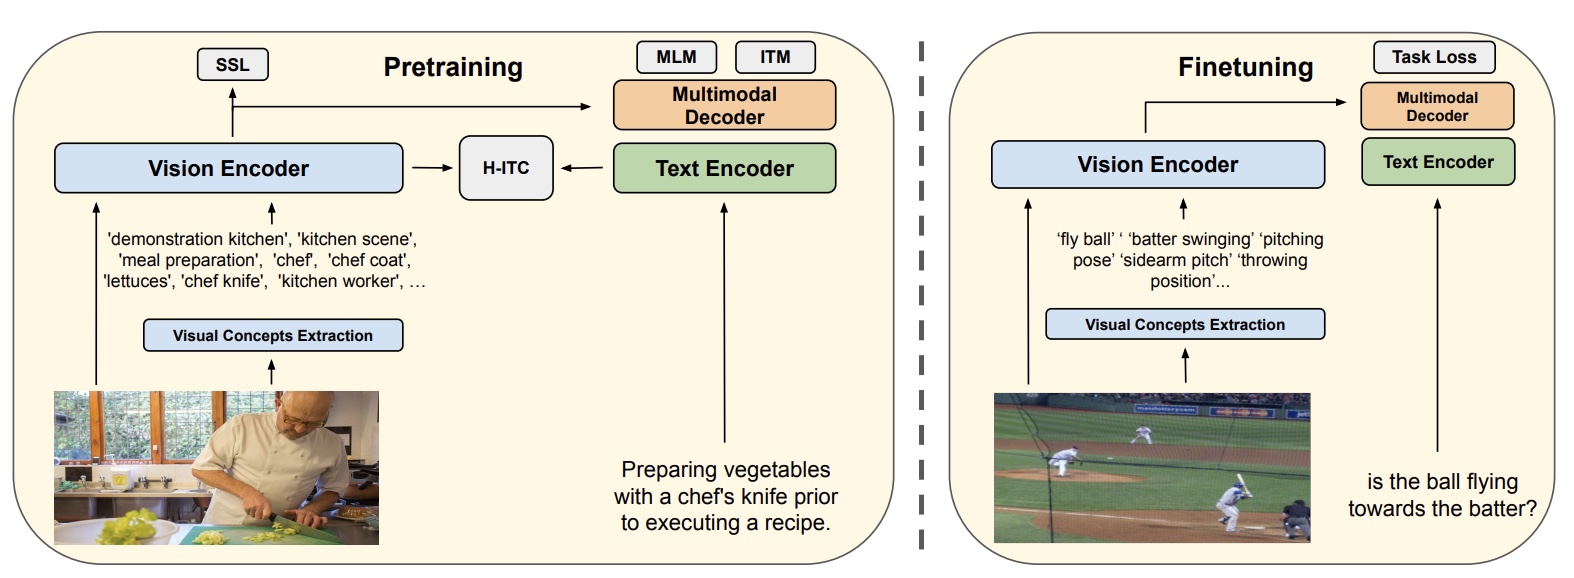 Pretraining
SSL
MLM
ITM
Multimodal
Decoder
Vision Encoder
H-ITC
Text Encoder
'demonstration kitchen', 'kitchen scene',
'meal preparation', 'chef', 'chef coat',
'lettuces', 'chef knife', 'kitchen worker', …
Visual Concepts Extraction
Preparing vegetables
with a chef's knife prior
to executing a recipe.
Finetuning
Task Loss
Multimodal
Decoder
Vision Encoder
Text Encoder
‘fly ball’ ‘ ‘batter swinging’ ‘pitching
pose’ ‘sidearm pitch’ ‘throwing
position’...
Visual Concepts Extraction
is the ball flying
towards the batter?